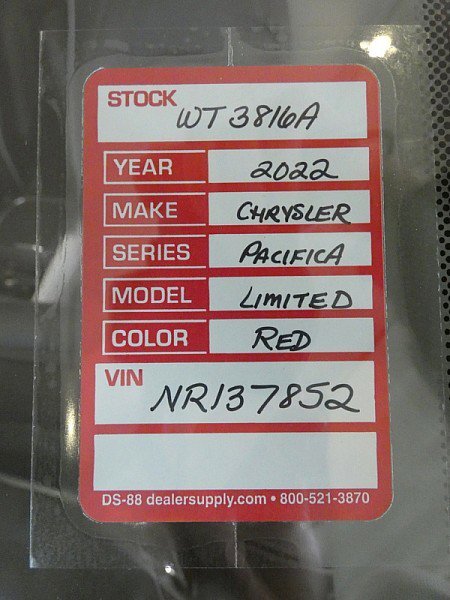 STOCK WT3816A
YEAR 2022
MAKE CHRYSLER
SERIES PACIFICA
MODEL LIMITED
COLOR RED
VIN NR137852
DS-88 dealersupply.com • 800-521-3870